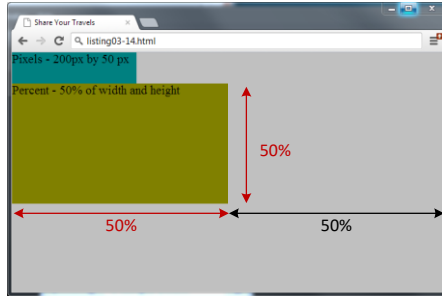 Share Your Travels
listing03-14.html
Pixels - 200px by 50 px
Percent - 50% of width and height
50%
50%
50%